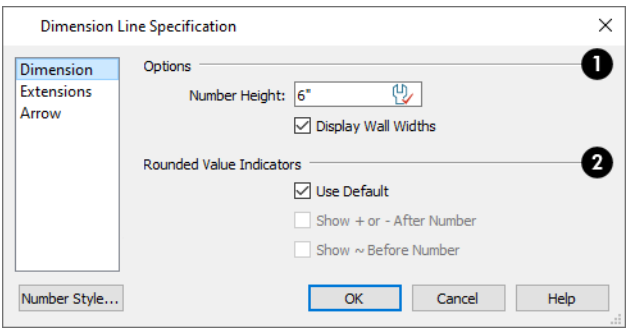 Dimension Line Specification
Dimension
Extensions
Arrow
Options
1
Number Height: 6"
Display Wall Widths
Rounded Value Indicators
2
Use Default
Show + or - After Number
Show ~ Before Number
Number Style...
OK
Cancel
Help